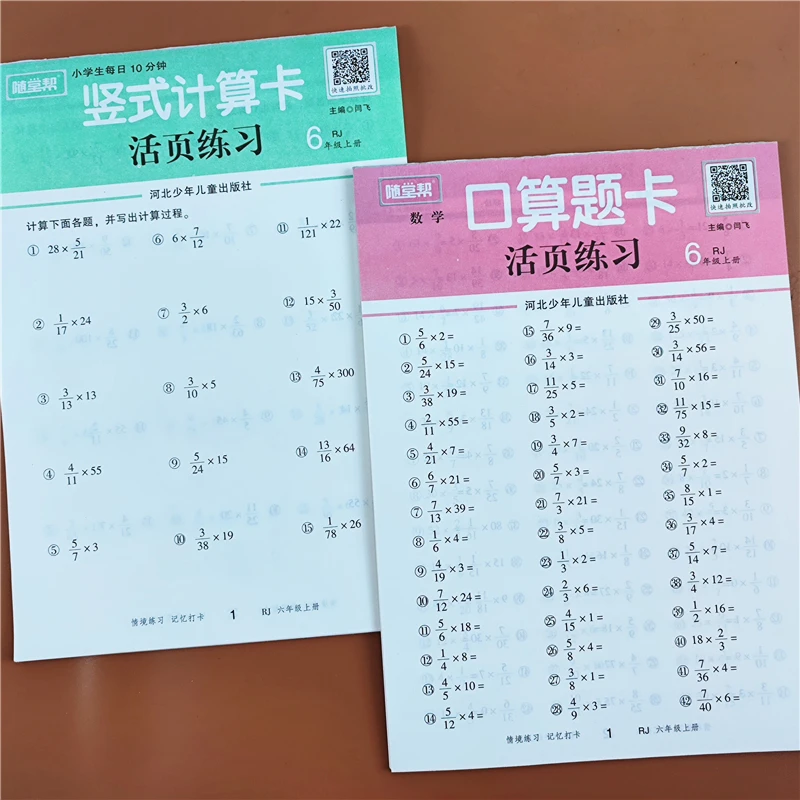 小学生每日10分钟
随堂帮
竖式计算卡
快速拍照批改
主编◎闫飞
活页练习
6 RJ 年级上册
河北少年儿童出版社
计算下面各题，并写出计算过程。
① 28 × 5/21
⑥ 6 × 7/12
⑪ 1/121 × 22
② 1/17 × 24
⑦ 3/2 × 6
⑫ 15 × 3/50
③ 3/13 × 13
⑧ 3/10 × 5
⑬ 4/75 × 300
④ 4/11 × 55
⑨ 5/24 × 15
⑭ 13/16 × 64
⑤ 5/7 × 3
⑩ 3/38 × 19
⑮ 1/78 × 26
情境练习 记忆打卡 1 RJ 六年级上册
随堂帮
数学
口算题卡
快速拍照批改
主编◎闫飞
活页练习
6 RJ 年级上册
河北少年儿童出版社
① 5/6 × 2 =
② 5/24 × 15 =
③ 3/38 × 19 =
④ 2/11 × 55 =
⑤ 4/21 × 7 =
⑥ 6/7 × 21 =
⑦ 7/13 × 39 =
⑧ 1/6 × 4 =
⑨ 4/19 × 3 =
⑩ 7/12 × 24 =
⑪ 5/6 × 18 =
⑫ 1/4 × 8 =
⑬ 4/5 × 10 =
⑭ 5/12 × 4 =
⑮ 7/36 × 9 =
⑯ 3/14 × 3 =
⑰ 11/25 × 5 =
⑱ 3/5 × 2 =
⑲ 3/4 × 7 =
⑳ 5/7 × 3 =
㉑ 7/3 × 21 =
㉒ 3/8 × 5 =
㉓ 1/3 × 2 =
㉔ 2/3 × 6 =
㉕ 4/15 × 1 =
㉖ 5/8 × 4 =
㉗ 3/8 × 1 =
㉘ 4/9 × 3 =
㉙ 3/25 × 50 =
㉚ 3/14 × 56 =
㉛ 7/10 × 16 =
㉜ 11/75 × 15 =
㉝ 9/32 × 8 =
㉞ 5/7 × 2 =
㉟ 8/15 × 1 =
㊱ 3/17 × 4 =
㊲ 5/14 × 7 =
㊳ 3/4 × 12 =
㊴ 1/2 × 16 =
㊵ 18 × 2/3 =
㊶ 7/36 × 4 =
㊷ 7/40 × 6 =
情境练习 记忆打卡 1 RJ 六年级上册